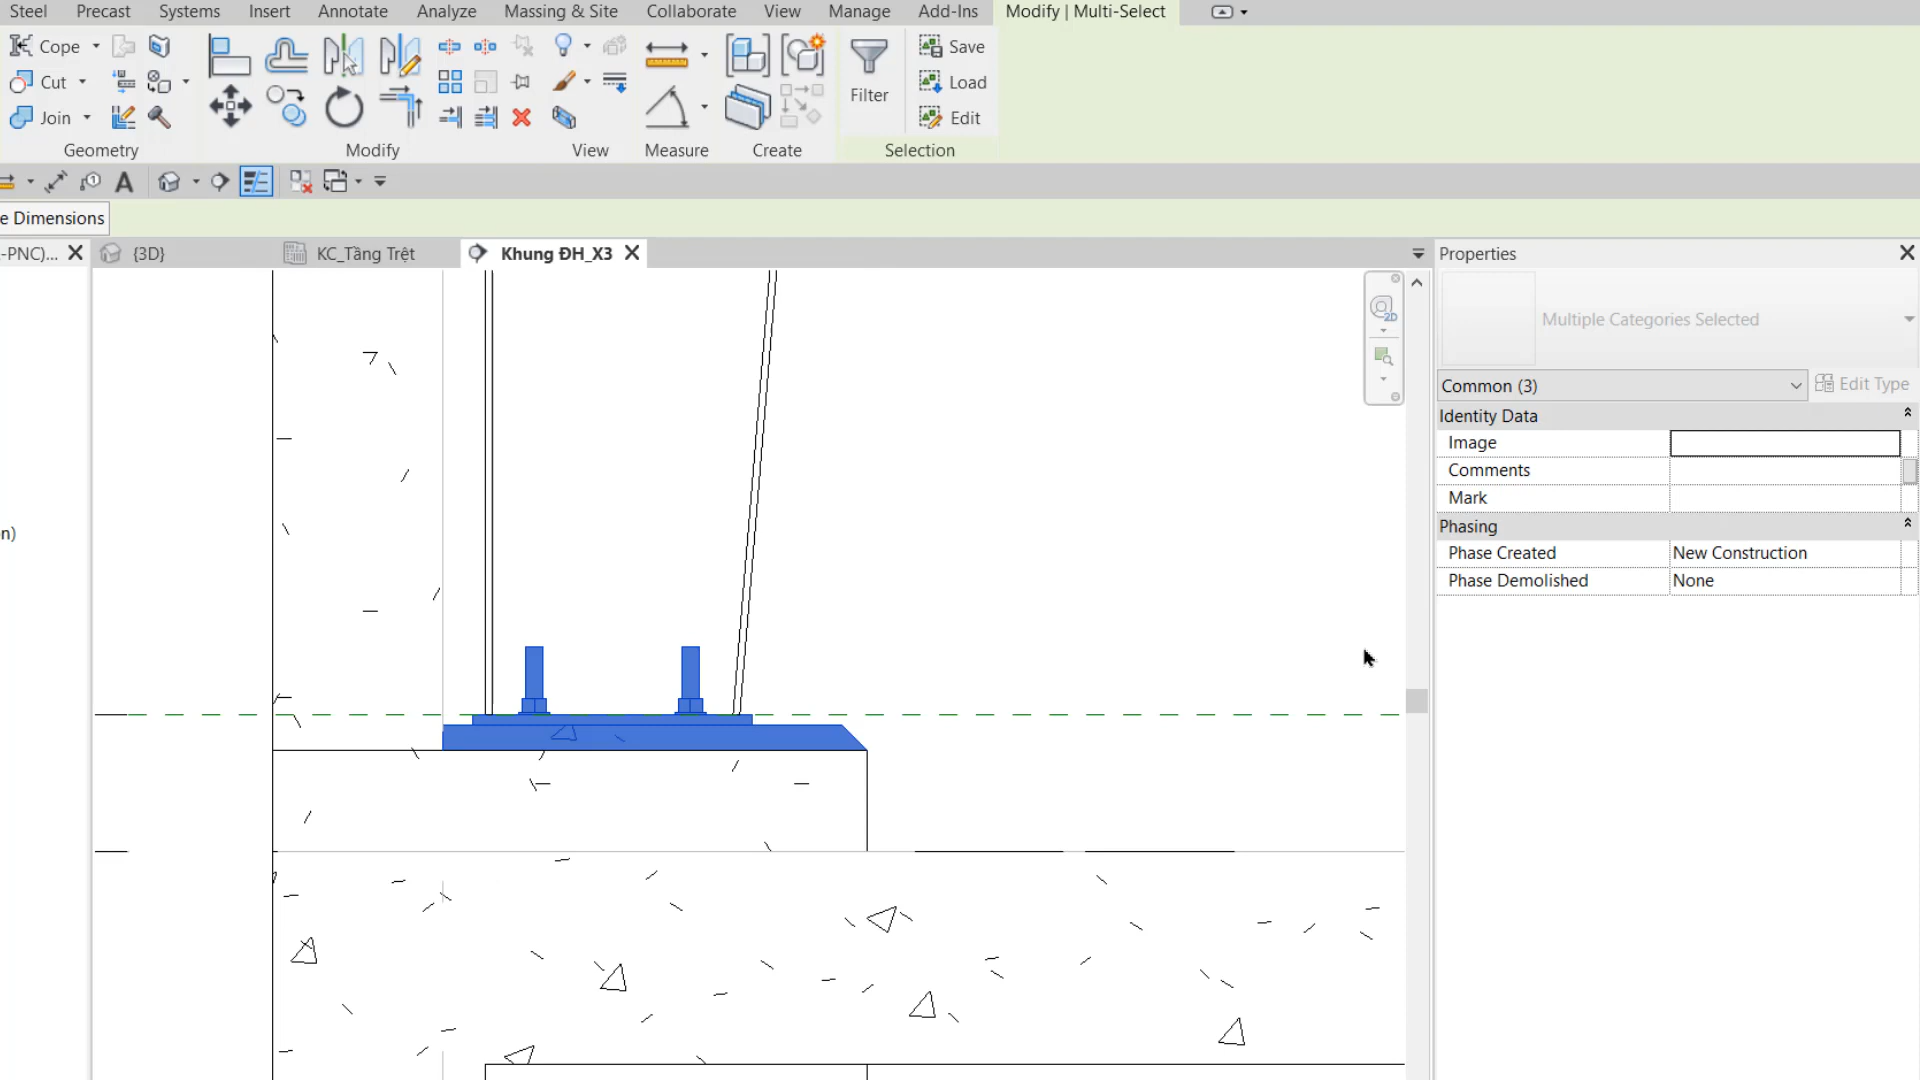 Steel Precast Systems Insert Annotate Analyze Massing & Site Collaborate View Manage Add-Ins Modify | Multi-Select
Cope
Cut
Join
Filter
Save
Load
Edit
Geometry Modify View Measure Create Selection
A
e Dimensions
-PNC)... {3D} KC_Tầng Trệt Khung ĐH_X3
Properties
2D
Multiple Categories Selected
Common (3) Edit Type
Identity Data
Image
Comments
Mark
Phasing
Phase Created New Construction
Phase Demolished None
n)